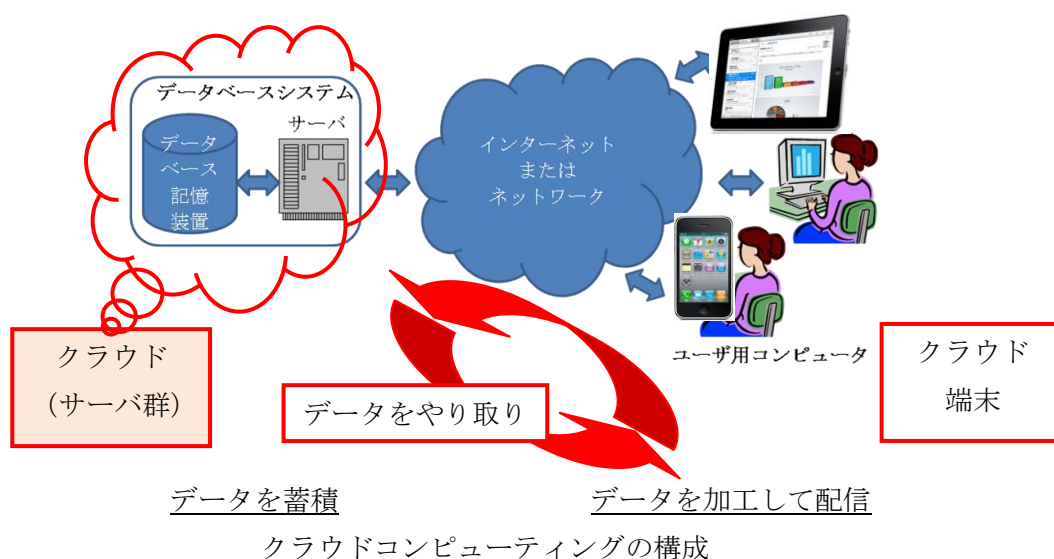 データベースシステム
サーバ
データ
ベース
記憶
装置
インターネット
または
ネットワーク
ユーザ用コンピュータ
クラウド
(サーバ群)
データをやり取り
クラウド
端末
データを蓄積
データを加工して配信
クラウドコンピューティングの構成